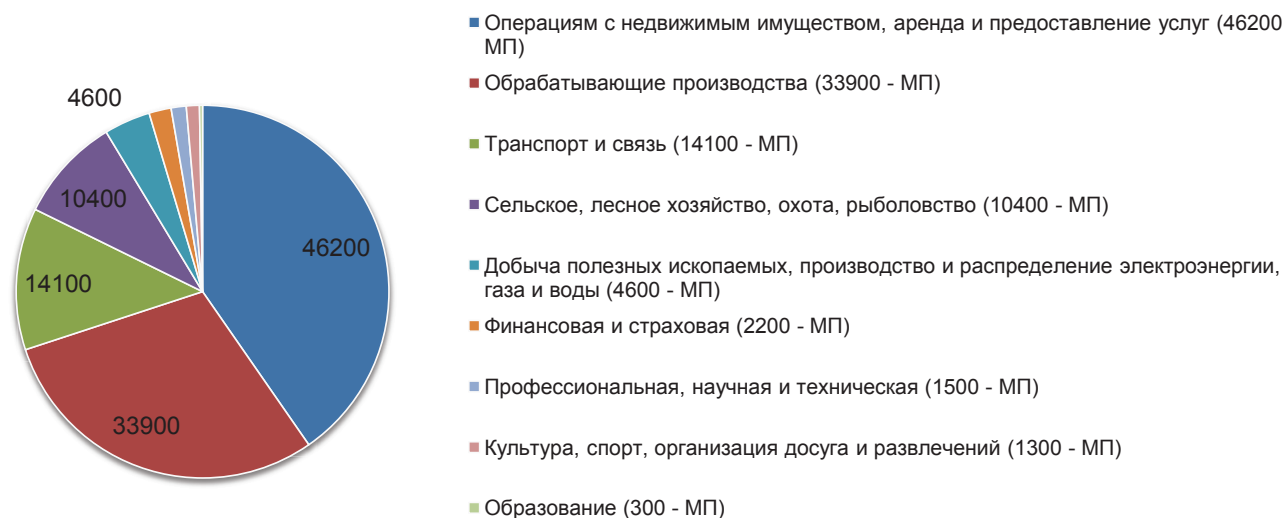 Операциям с недвижимым имуществом, аренда и предоставление услуг (46200
МП)
Обрабатывающие производства (33900 - МП)
4600
Транспорт и связь (14100 - МП)
10400
Сельское, лесное хозяйство, охота, рыболовство (10400 - МП)
46200
14100
Добыча полезных ископаемых, производство и распределение электроэнергии,
газа и воды (4600 - МП)
Финансовая и страховая (2200 - МП)
Профессиональная, научная и техническая (1500 - МП)
33900
Культура, спорт, организация досуга и развлечений (1300 - МП)
Образование (300 - МП)